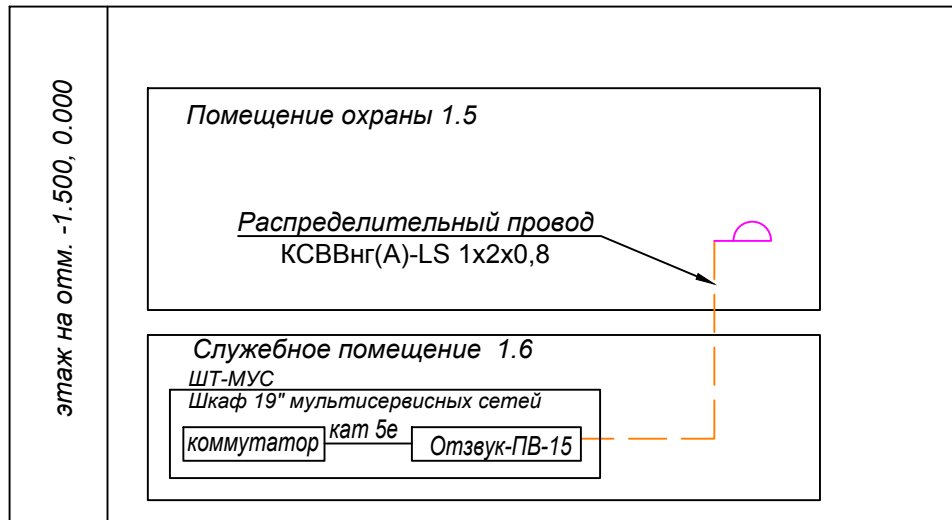 этаж на отм. -1.500, 0.000
Помещение охраны 1.5
Распределительный провод
КСВВнг(А)-LS 1х2х0,8
Служебное помещение 1.6
ШТ-МУС
Шкаф 19" мультисервисных сетей
коммутатор
кат 5е
Отзвук-ПВ-15